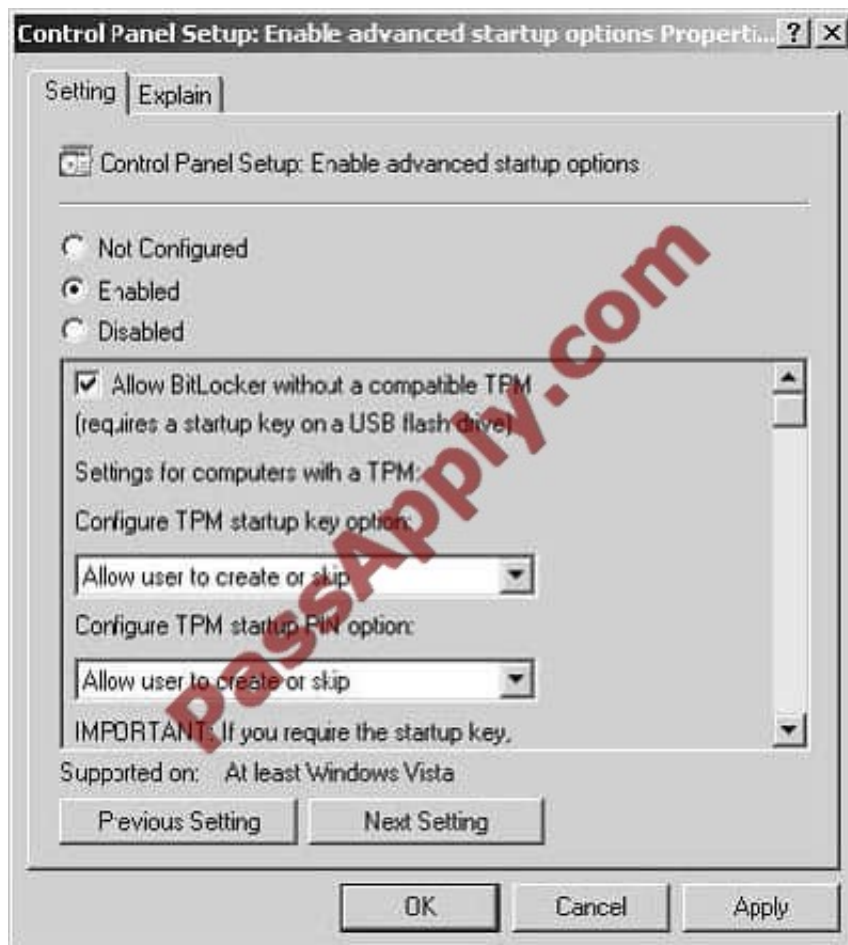 Control Panel Setup: Enable advanced startup options Properti... ? X
Setting Explain
Control Panel Setup: Enable advanced startup options
Not Configured
Enabled
Disabled
Allow BitLocker without a compatible TPM
(requires a startup key on a USB flash drive)
Settings for computers with a TPM:
Configure TPM startup key option:
Allow user to create or skip
Configure TPM startup PIN option:
Allow user to create or skip
IMPORTANT: If you require the startup key,
Supported on: At least Windows Vista
Previous Setting Next Setting
OK Cancel Apply
PassApply.com